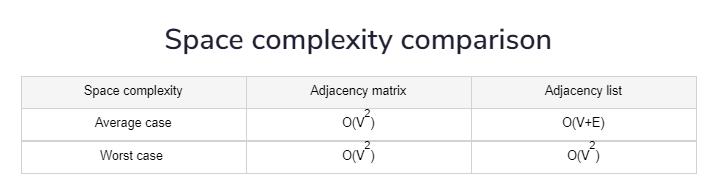 Space complexity comparison
Space complexity Adjacency matrix Adjacency list
Average case O(V²) O(V+E)
Worst case O(V²) O(V²)